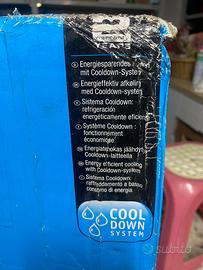 YEAR
Energiesparendes
mit Cooldown-System
Energieffektiv afkøling
med Cooldown-system
Sistema Cooldown:
refrigeración
energéticamente eficiente
Système Cooldown:
fonctionnement
économique
Energiatehokas jäähdytys
Cooldown-laitteella
Energy efficient cooling
with Cooldown-system
Sistema Cooldown:
raffreddamento a basso
consumo di energia
COOL
DOWN
SYSTEM
subito